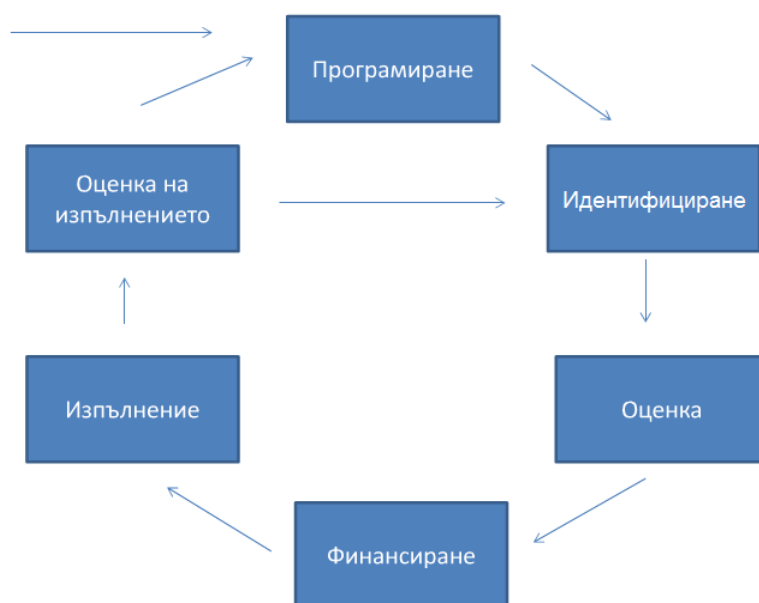 Програмиране
Оценка на
изпълнението
Идентифициране
Изпълнение
Оценка
Финансиране